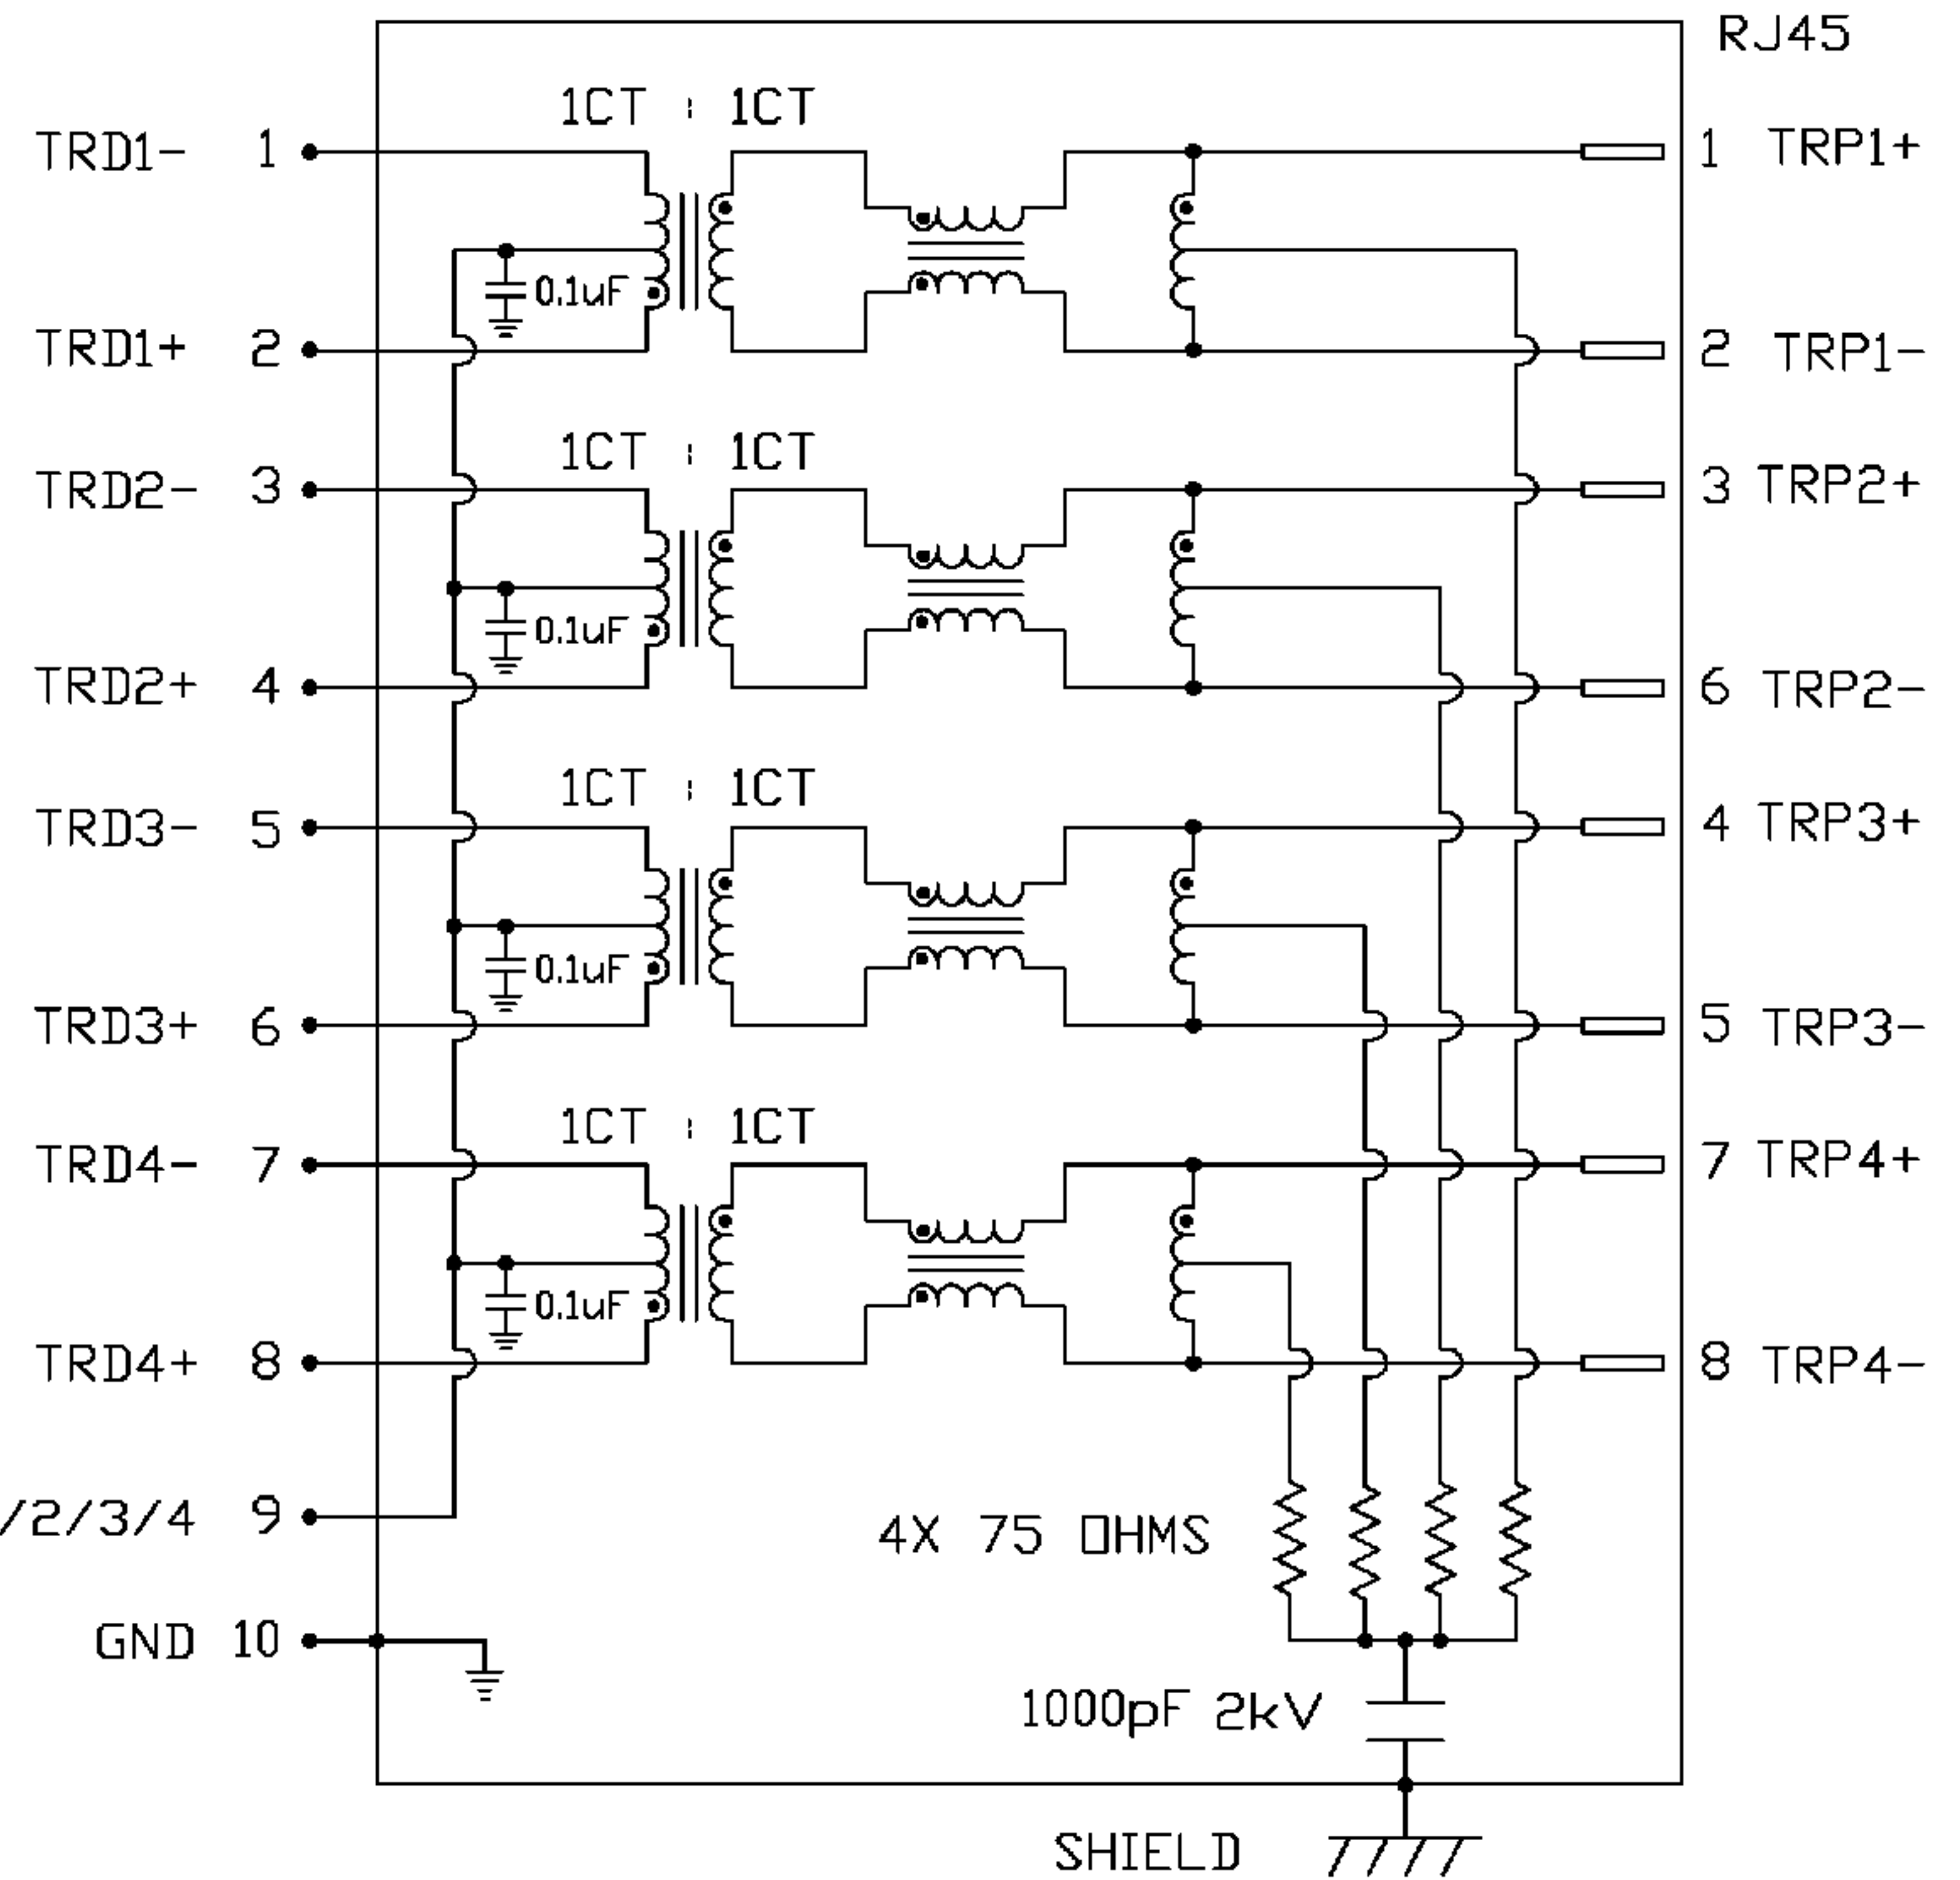 RJ45
1CT : 1CT
TRD1- 1
1 TRP1+
0.1uF
TRD1+ 2
2 TRP1-
1CT : 1CT
TRD2- 3
3 TRP2+
0.1uF
TRD2+ 4
6 TRP2-
1CT : 1CT
TRD3- 5
4 TRP3+
0.1uF
TRD3+ 6
5 TRP3-
1CT : 1CT
TRD4- 7
7 TRP4+
0.1uF
TRD4+ 8
8 TRP4-
/2/3/4 9
4X 75 OHMS
GND 10
1000pF 2kV
SHIELD